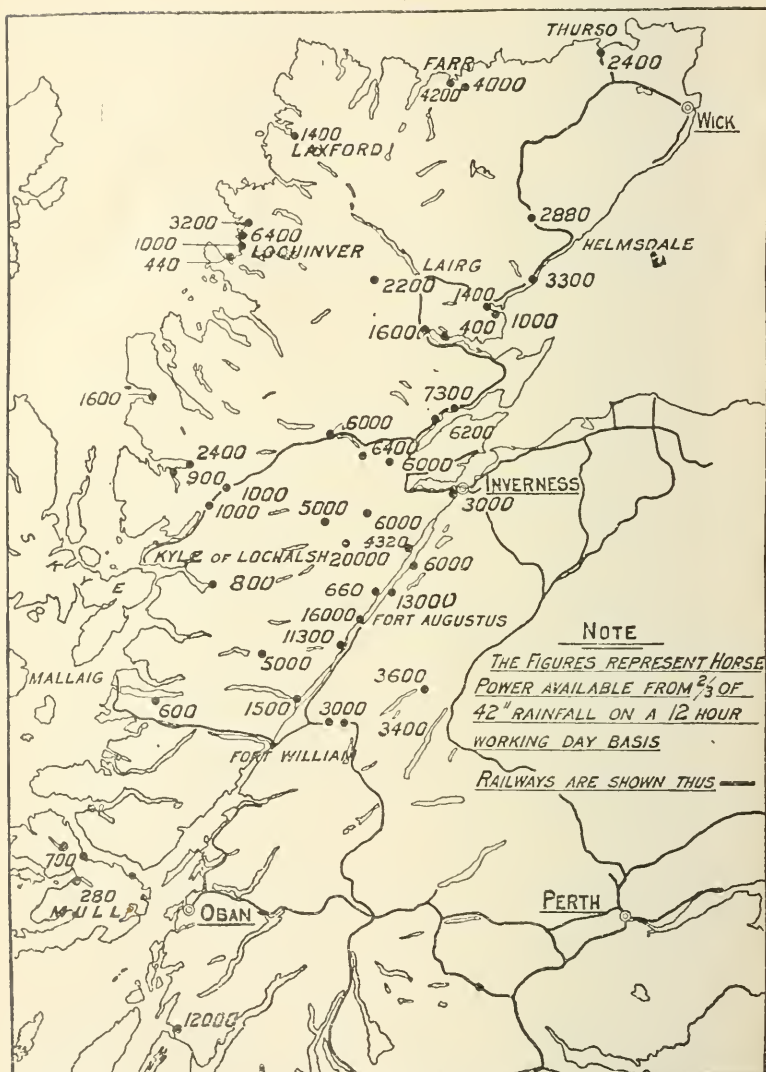 THURSO
2400
FARR
4200
4000
WICK
1400
LAXFORD
3200
6400
1000
LOCHINVER
440
2880
HELMSDALE
LAIRG
2200
3300
1400
1000
400
1600
1600
7300
6200
6000
6400
6000
2400
900
1000
1000
INVERNESS
3000
5000
6000
4320
KYLE OF LOCHALSH
20000
6000
SKYE
800
660
13000
16000
FORT AUGUSTUS
11300
5000
MALLAIG
3600
600
1500
3000
3400
FORT WILLIAM
NOTE
THE FIGURES REPRESENT HORSE
POWER AVAILABLE FROM 2/3 OF
42" RAINFALL ON A 12 HOUR
WORKING DAY BASIS
RAILWAYS ARE SHOWN THUS
700
280
MULL
OBAN
PERTH
12000